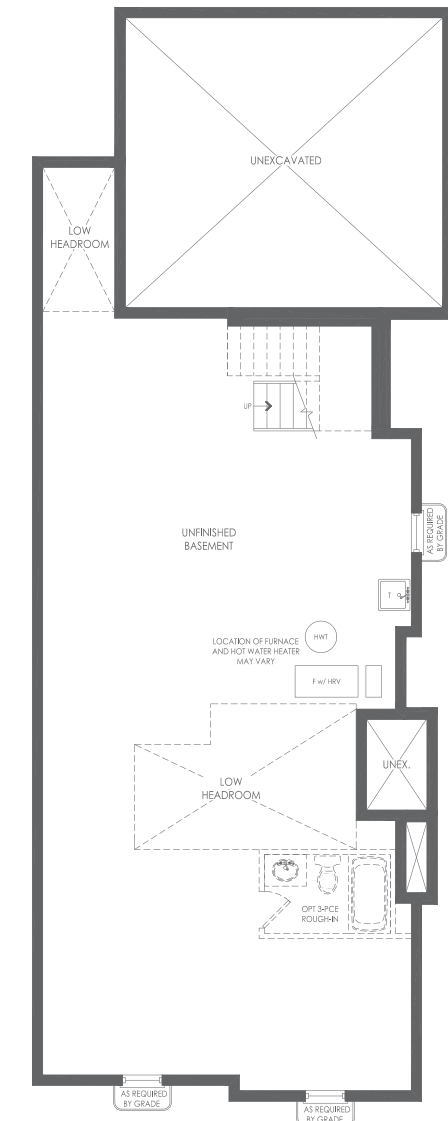 UNEXCAVATED
LOW
HEADROOM
UP
UNFINISHED
BASEMENT
AS REQUIRED
BY GRADE
T
LOCATION OF FURNACE
AND HOT WATER HEATER
MAY VARY
HWT
F w/ HRV
UNEX.
LOW
HEADROOM
OPT 3-PCE
ROUGH-IN
AS REQUIRED
BY GRADE
AS REQUIRED
BY GRADE